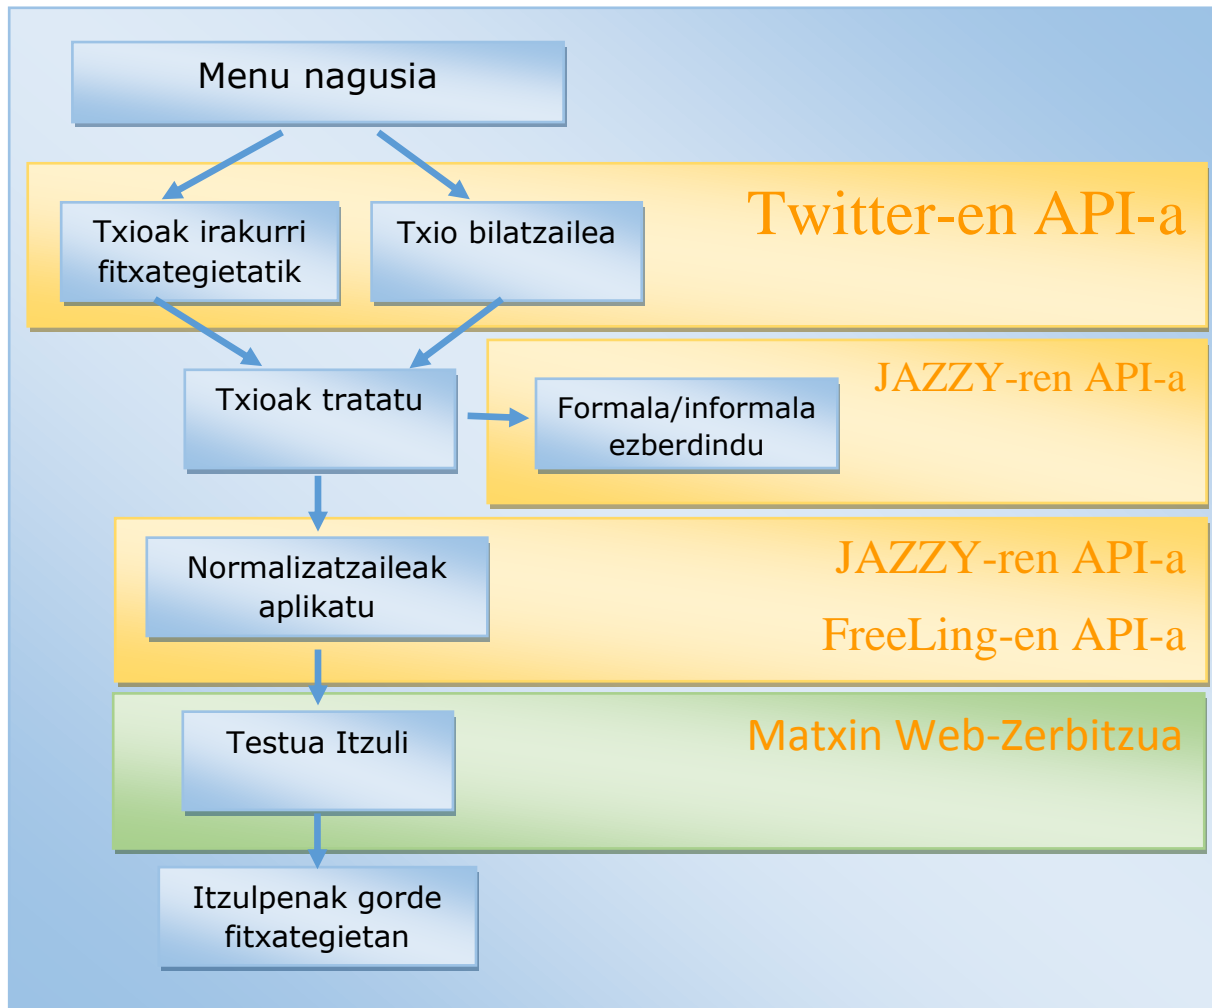 Menu nagusia
Twitter-en API-a
Txioak irakurri
fitxategietatik
Txio bilatzailea
JAZZY-ren API-a
Txioak tratatu
Formala/informala
ezberdindu
JAZZY-ren API-a
FreeLing-en API-a
Normalizatzaileak
aplikatu
Matxin Web-Zerbitzua
Testua Itzuli
Itzulpenak gorde
fitxategietan